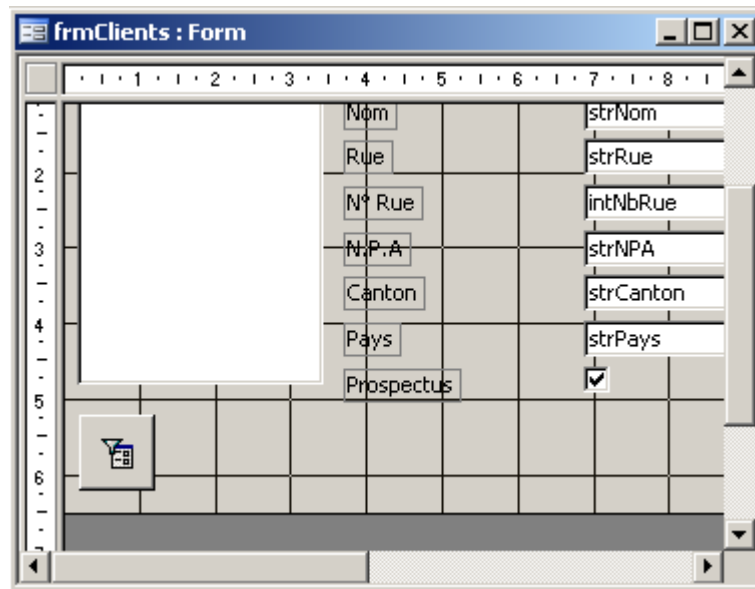 frmClients : Form
1 2 3 4 5 6 7 8
Nom strNom
2 Rue strRue
N° Rue intNbRue
3 N.P.A strNPA
Canton strCanton
4 Pays strPays
Prospectus
5
6